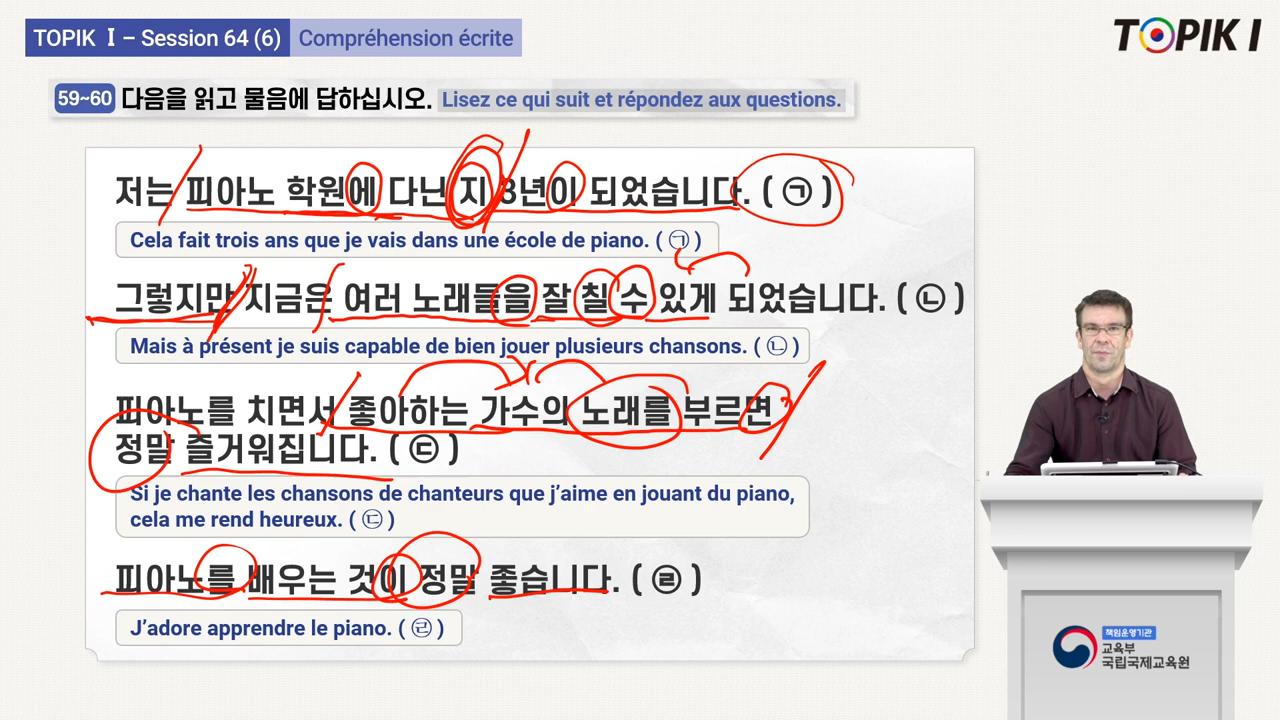 TOPIK I – Session 64 (6) Compréhension écrite
TOPIK I
59~60 다음을 읽고 물음에 답하십시오. Lisez ce qui suit et répondez aux questions.
저는 피아노 학원에 다닌 지 3년이 되었습니다. ( ㉠ )
Cela fait trois ans que je vais dans une école de piano. ( ㉠ )
그렇지만 지금은 여러 노래들을 잘 칠 수 있게 되었습니다. ( ㉡ )
Mais à présent je suis capable de bien jouer plusieurs chansons. ( ㉡ )
피아노를 치면서 좋아하는 가수의 노래를 부르면
정말 즐거워집니다. ( ㉢ )
Si je chante les chansons de chanteurs que j’aime en jouant du piano,
cela me rend heureux. ( ㉢ )
피아노를 배우는 것이 정말 좋습니다. ( ㉣ )
J’adore apprendre le piano. ( ㉣ )
책임운영기관
교육부
국립국제교육원